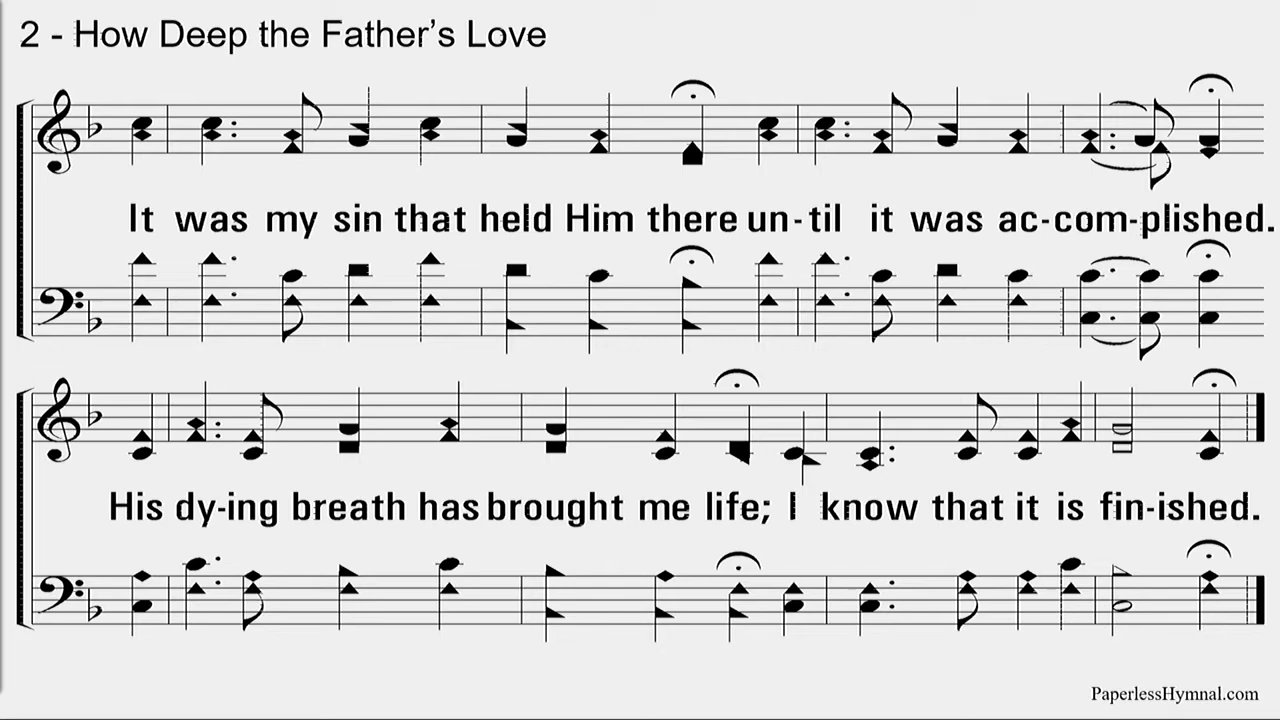 2 - How Deep the Father’s Love
It was my sin that held Him there un-til it was ac-com-plished.
His dy-ing breath has brought me life; I know that it is fin-ished.
PaperlessHymnal.com